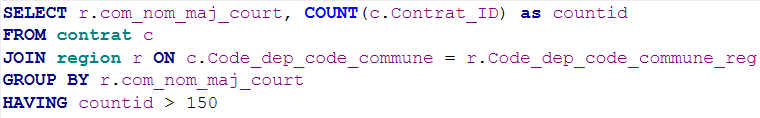 SELECT r.com_nom_maj_court, COUNT(c.Contrat_ID) as countid
FROM contrat c
JOIN region r ON c.Code_dep_code_commune = r.Code_dep_code_commune_reg
GROUP BY r.com_nom_maj_court
HAVING countid > 150